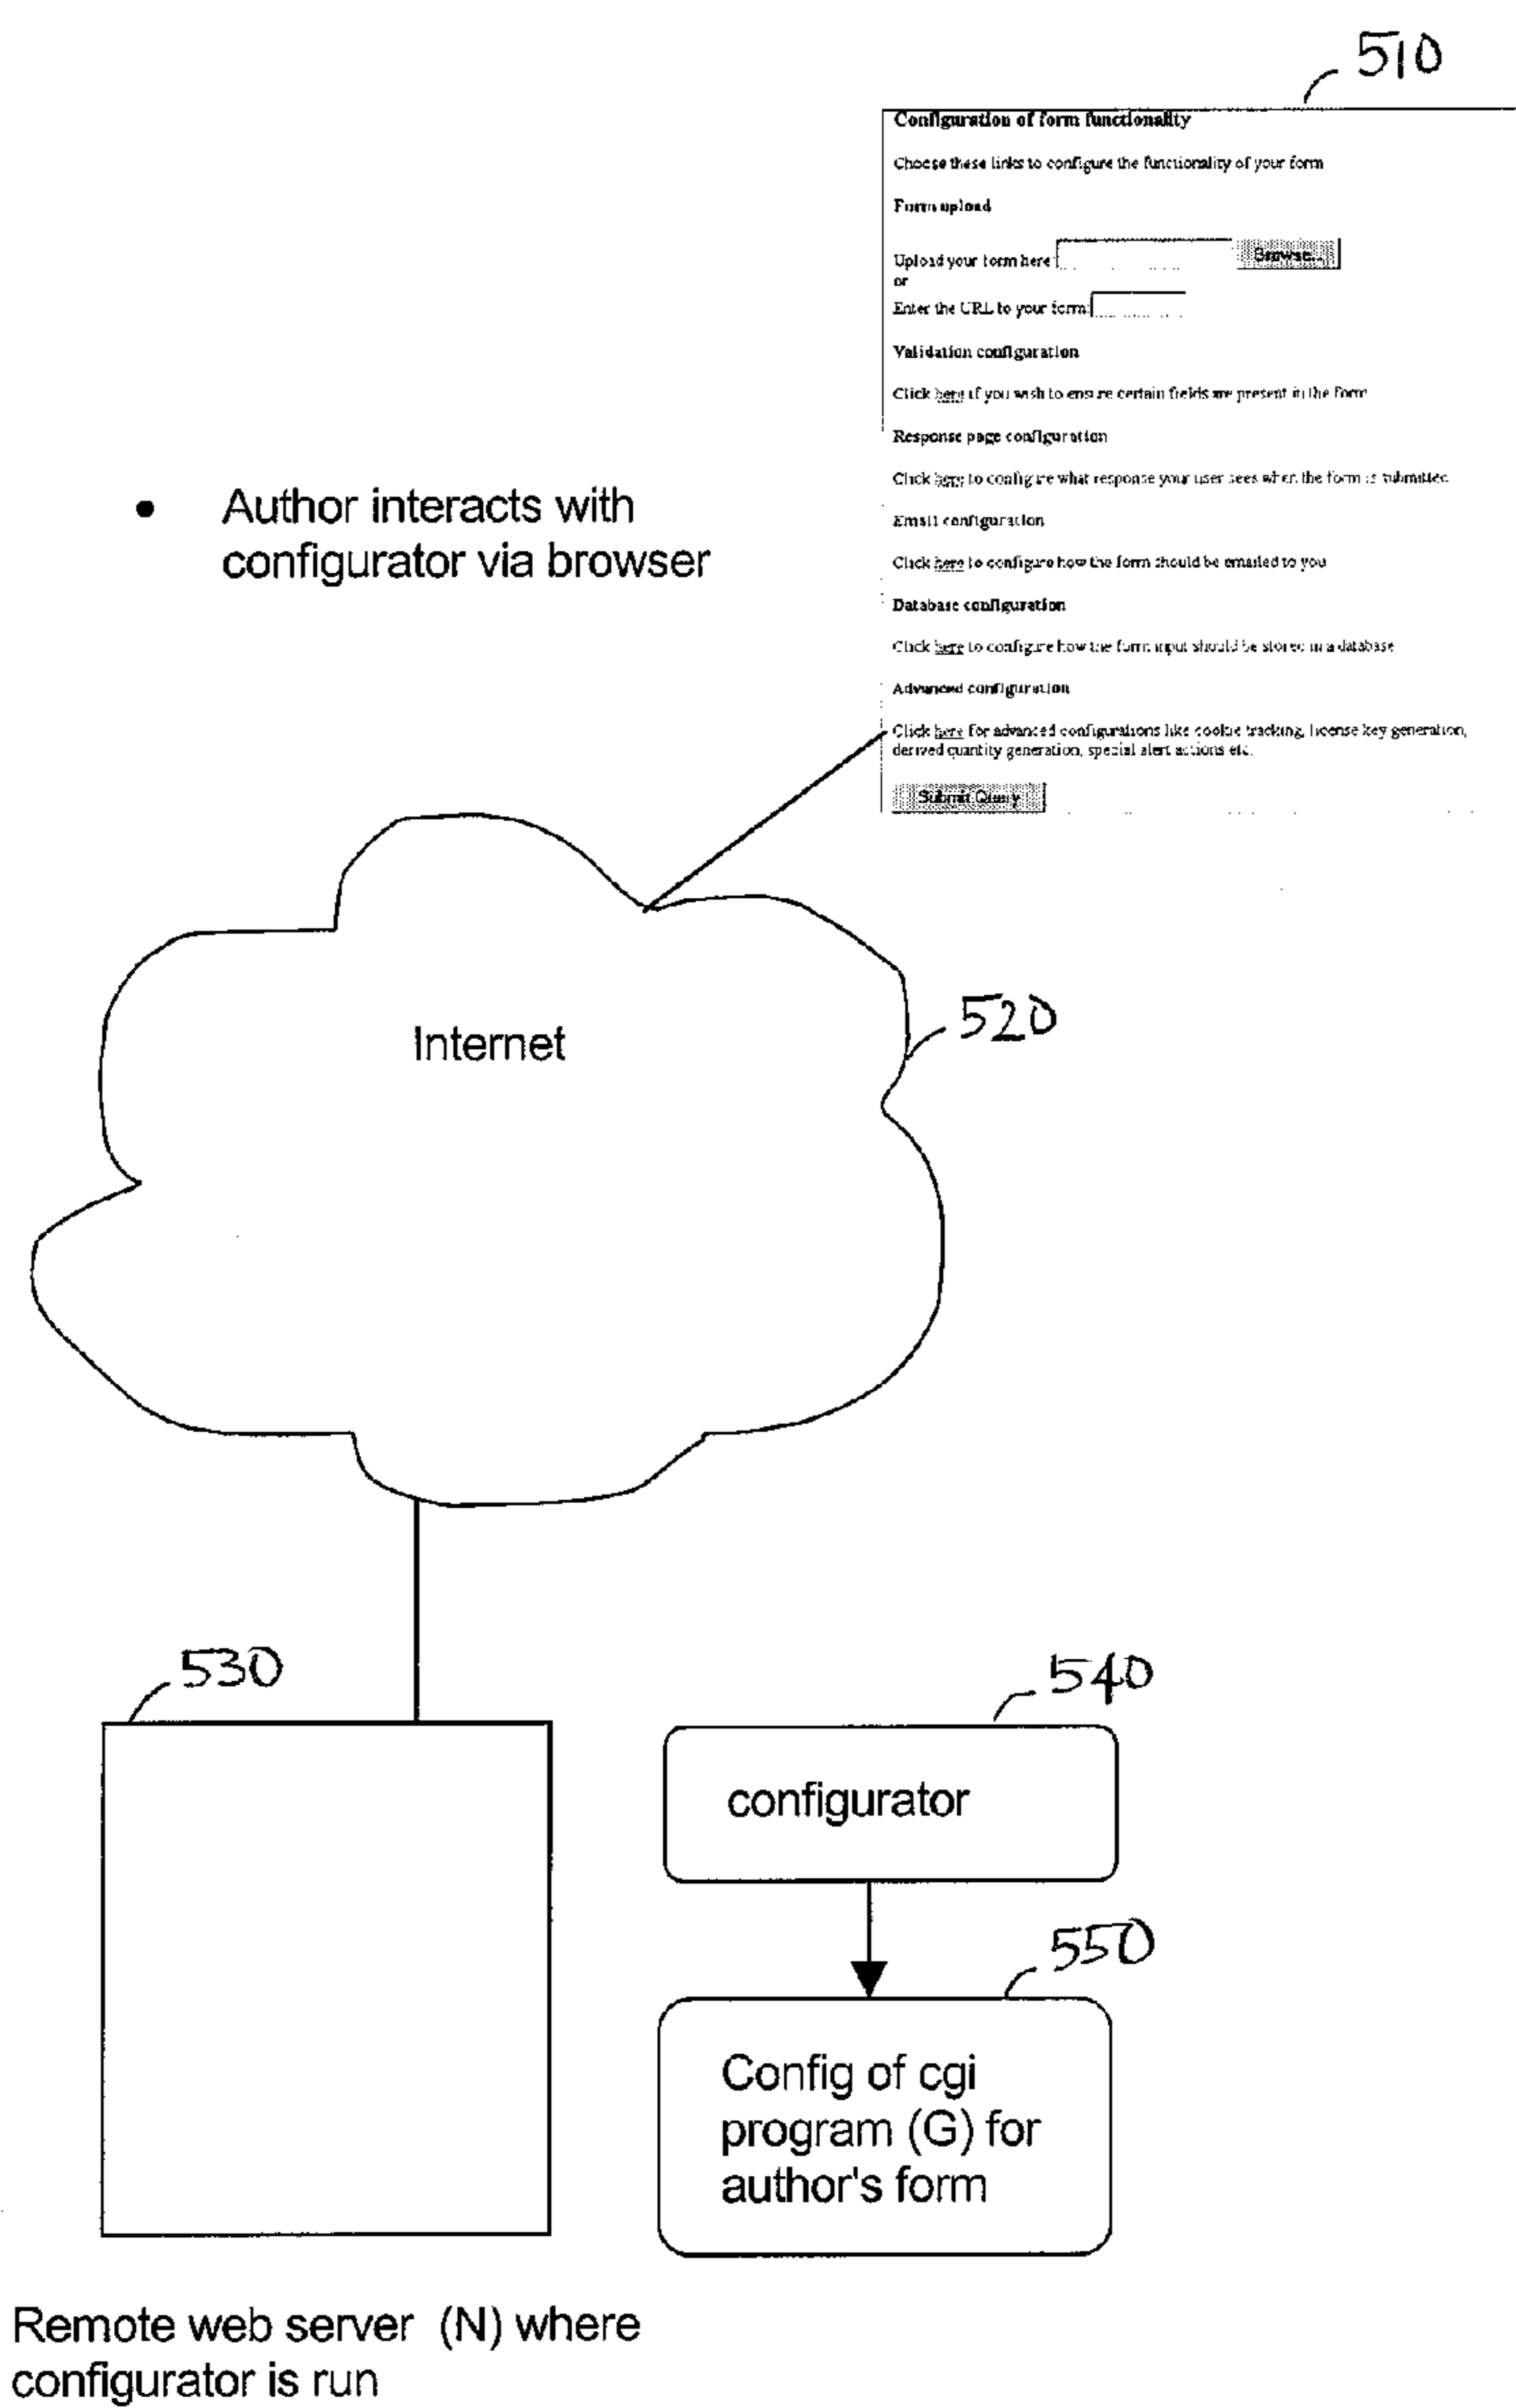 510
Configuration of form functionality
Choose these links to configure the functionality of your form
Form upload
Upload your form here: Browse...
or
Enter the URL to your form:
Validation configuration
Click here if you wish to ensure certain fields are present in the form
Response page configuration
Click here to configure what response your user sees when the form is submitted
Email configuration
Click here to configure how the form should be emailed to you
Database configuration
Click here to configure how the form input should be stored in a database
Advanced configuration
Click here for advanced configurations like cookie tracking, license key generation,
derived quantity generation, special alert actions etc.
Submit Query
• Author interacts with
configurator via browser
Internet
520
530
540
configurator
550
Config of cgi
program (G) for
author's form
Remote web server (N) where
configurator is run